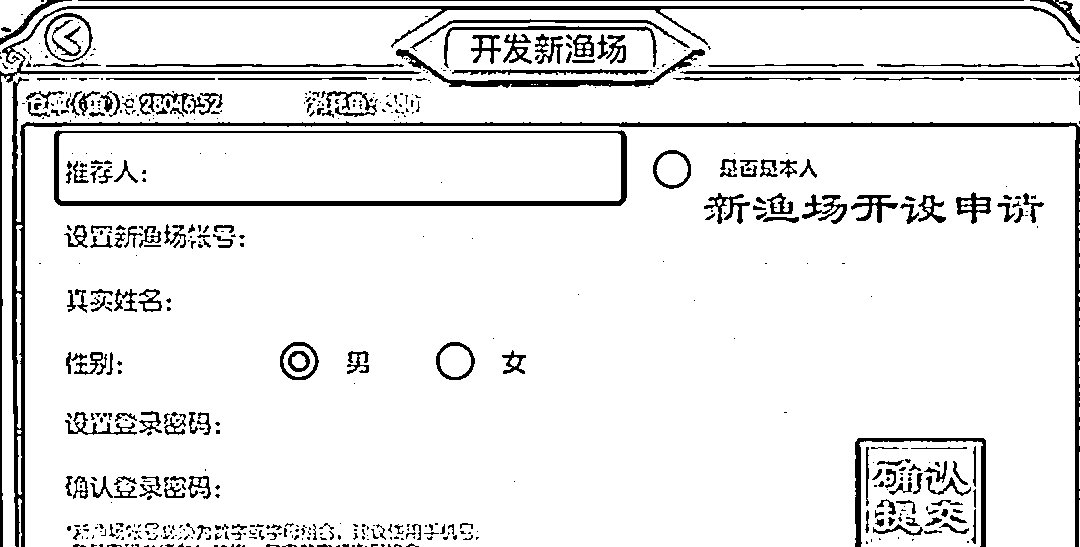 开发新渔场
仓库(鱼): 2804652 消耗鱼: 330
推荐人:
是否是本人
新渔场开设申请
设置新渔场帐号:
真实姓名:
性别: 男 女
设置登录密码:
确认登录密码:
确认
提交
*新渔场帐号必须为数字或字母组合, 建议使用手机号,